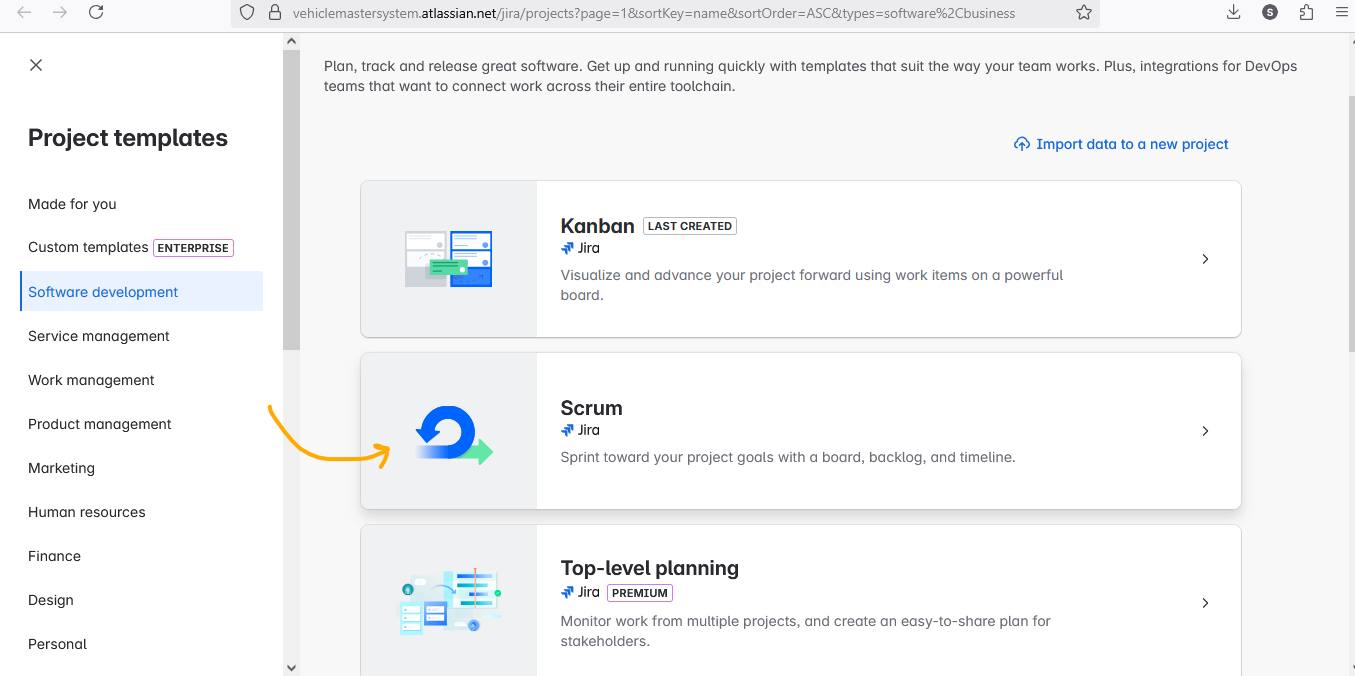 vehiclemastersystem.atlassian.net/jira/projects?page=1&sortKey=name&sortOrder=ASC&types=software%2Cbusiness
S
Project templates
Made for you
Custom templates ENTERPRISE
Software development
Service management
Work management
Product management
Marketing
Human resources
Finance
Design
Personal
Plan, track and release great software. Get up and running quickly with templates that suit the way your team works. Plus, integrations for DevOps
teams that want to connect work across their entire toolchain.
Import data to a new project
Kanban LAST CREATED
Jira
Visualize and advance your project forward using work items on a powerful
board.
Scrum
Jira
Sprint toward your project goals with a board, backlog, and timeline.
Top-level planning
Jira PREMIUM
Monitor work from multiple projects, and create an easy-to-share plan for
stakeholders.